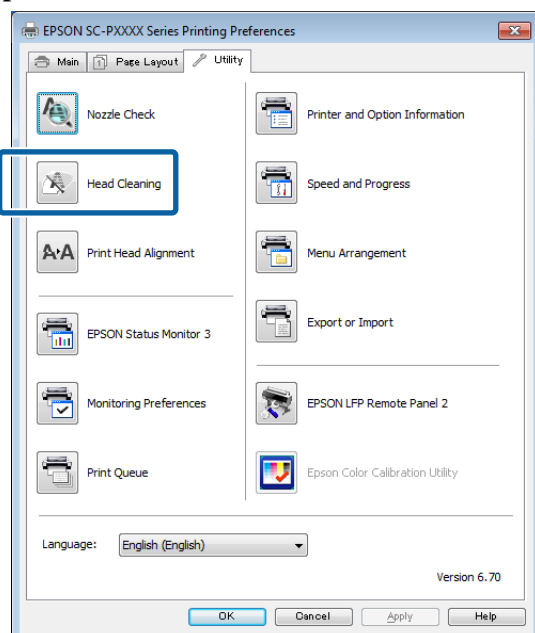 EPSON SC-PXXXX Series Printing Preferences
Main
Page Layout
Utility
Nozzle Check
Printer and Option Information
Head Cleaning
Speed and Progress
Print Head Alignment
Menu Arrangement
EPSON Status Monitor 3
Export or Import
Monitoring Preferences
EPSON LFP Remote Panel 2
Print Queue
Epson Color Calibration Utility
Language:
English (English)
Version 6.70
OK
Cancel
Apply
Help